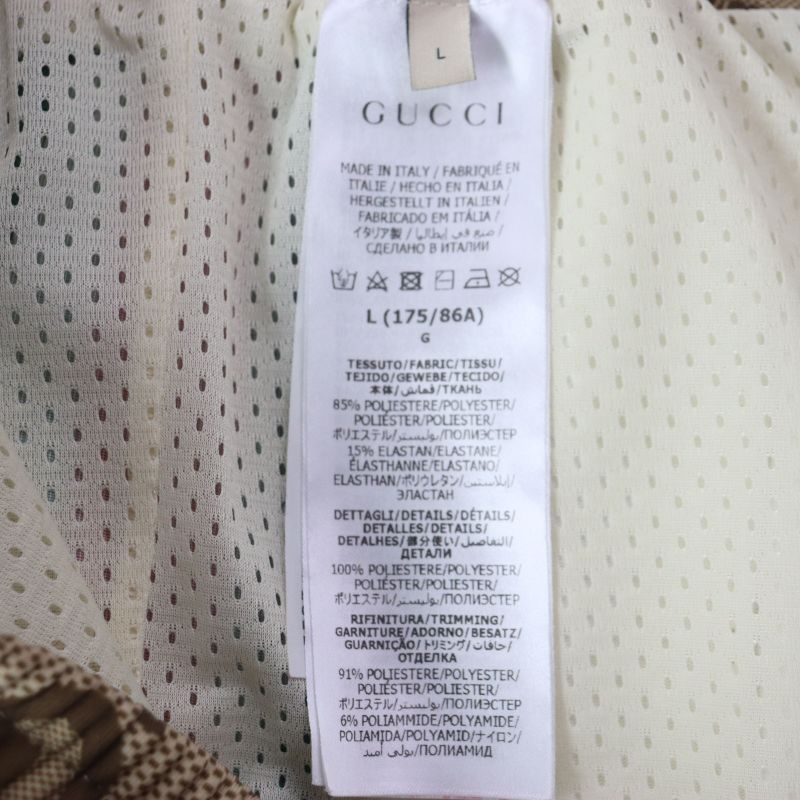 L
GUCCI
MADE IN ITALY / FABRIQUÉ EN
ITALIE / HECHO EN ITALIA /
HERGESTELLT IN ITALIEN /
FABRICADO EM ITÁLIA /
イタリア製 / صنع في إيطاليا /
СДЕЛАНО В ИТАЛИИ
L (175/86A)
G
TESSUTO/FABRIC/TISSU/
TEJIDO/GEWEBE/TECIDO/
本体/قماش/ТКАНЬ
85% POLIESTERE/POLYESTER/
POLIÉSTER/POLIESTER/
ポリエステル/بوليستر/ПОЛИЭСТЕР
15% ELASTAN/ELASTANE/
ÉLASTHANNE/ELASTANO/
ELASTHAN/ポリウレタン/إيلاستين/
ЭЛАСТАН
DETTAGLI/DETAILS/DÉTAILS/
DETALLES/DETAILS/
DETALHES/部分使い/التفاصيل/
ДЕТАЛИ
100% POLIESTERE/POLYESTER/
POLIÉSTER/POLIESTER/
ポリエステル/بوليستر/ПОЛИЭСТЕР
RIFINITURA/TRIMMING/
GARNITURE/ADORNO/BESATZ/
GUARNIÇÃO/トリミング/حافات/
ОТДЕЛКА
91% POLIESTERE/POLYESTER/
POLIÉSTER/POLIESTER/
ポリエステル/بوليستر/ПОЛИЭСТЕР
6% POLIAMMIDE/POLYAMIDE/
POLIAMIDA/POLYAMID/ナイロン/
بولي أميد/ПОЛИАМИД